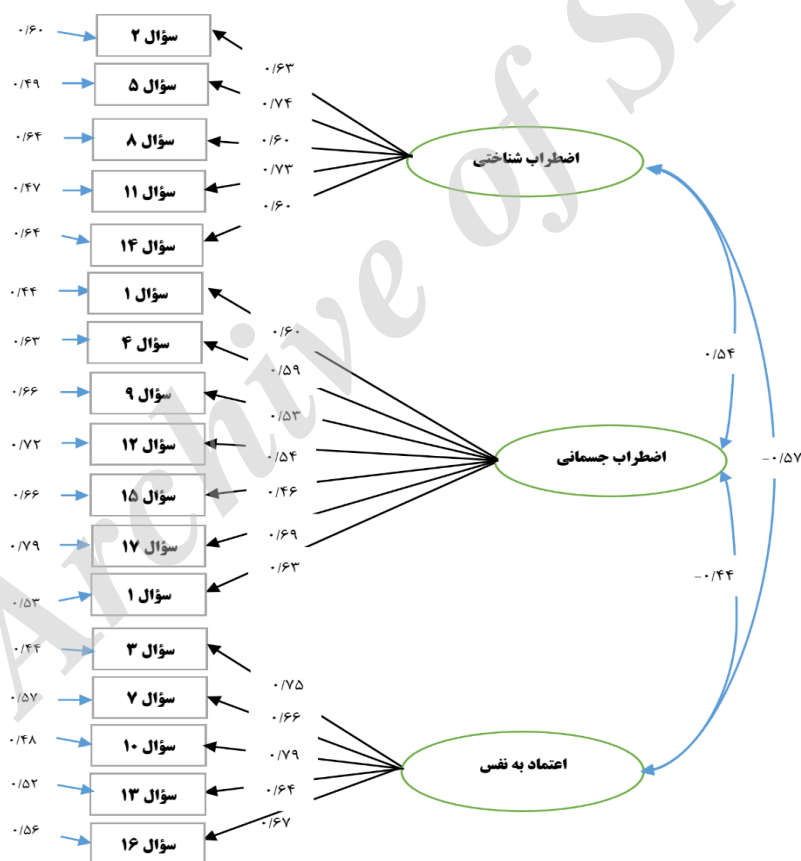 ۰/۶۰
سؤال ۲
۰/۶۳
۰/۴۹
سؤال ۵
۰/۷۴
۰/۶۴
سؤال ۸
۰/۶۰
۰/۴۷
سؤال ۱۱
۰/۷۳
۰/۶۴
سؤال ۱۴
۰/۶۰
اضطراب شناختی
۰/۴۴
سؤال ۱
۰/۶۰
۰/۶۳
سؤال ۴
۰/۵۹
۰/۶۶
سؤال ۹
۰/۵۳
۰/۷۲
سؤال ۱۲
۰/۵۴
۰/۶۶
سؤال ۱۵
۰/۴۶
۰/۷۹
سؤال ۱۷
۰/۶۹
۰/۵۳
سؤال ۱
۰/۶۳
اضطراب جسمانی
۰/۵۴
-۰/۵۷
-۰/۴۴
۰/۴۴
سؤال ۳
۰/۷۵
۰/۵۷
سؤال ۷
۰/۶۶
۰/۴۸
سؤال ۱۰
۰/۷۹
۰/۵۲
سؤال ۱۳
۰/۶۴
۰/۵۶
سؤال ۱۶
۰/۶۷
اعتماد به نفس
Archive of